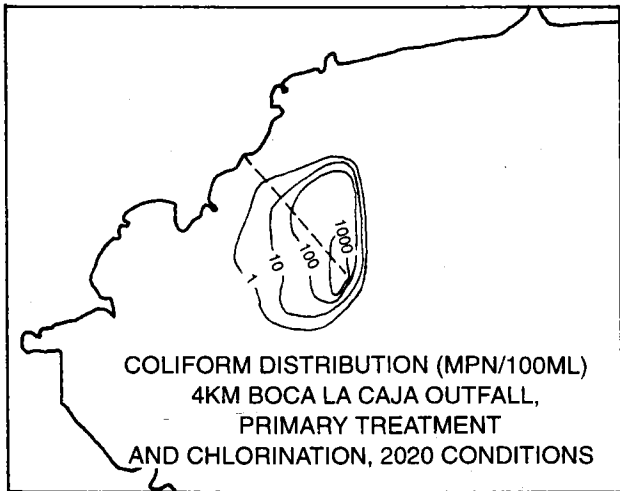 1000
100
10
1
COLIFORM DISTRIBUTION (MPN/100ML)
4KM BOCA LA CAJA OUTFALL,
PRIMARY TREATMENT
AND CHLORINATION, 2020 CONDITIONS